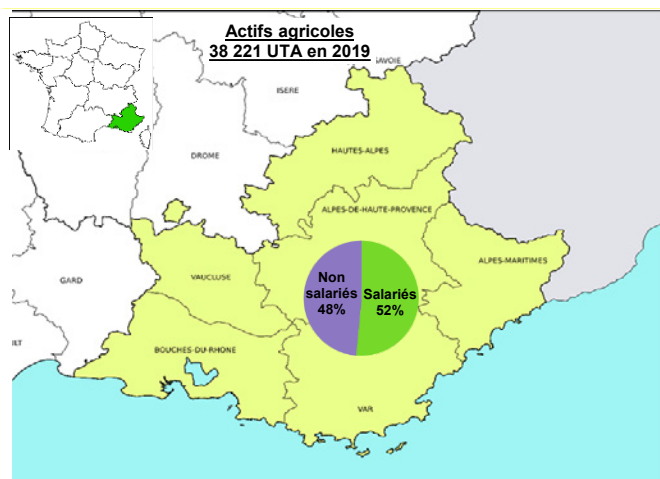 Actifs agricoles
38 221 UTA en 2019
SAVOIE
ISERE
HAUTES-ALPES
DROME
ALPES-DE-HAUTE-PROVENCE
ALPES-MARITIMES
GARD
VAUCLUSE
Non
salariés
48%
Salariés
52%
BOUCHES-DU-RHONE
ULT
VAR